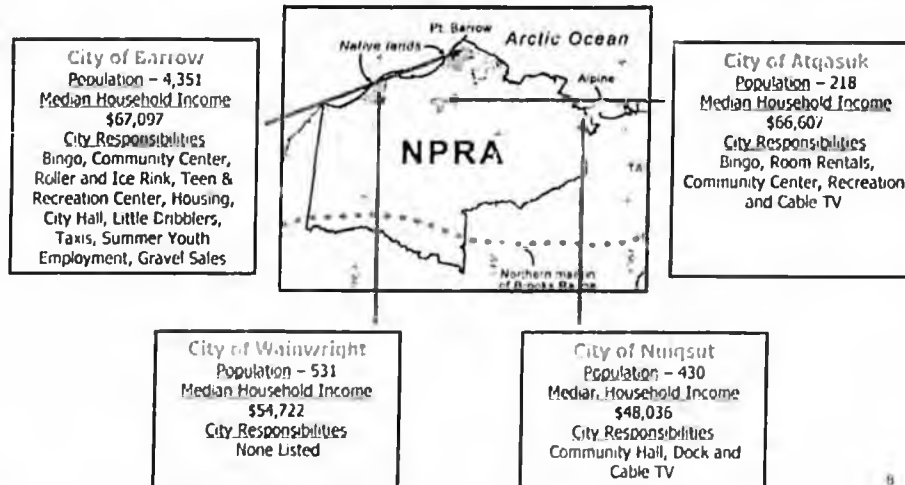 City of Barrow
Population – 4,351
Median Household Income
$67,097
City Responsibilities
Bingo, Community Center,
Roller and Ice Rink, Teen &
Recreation Center, Housing,
City Hall, Little Dribblers,
Taxis, Summer Youth
Employment, Gravel Sales
Pt. Barrow
Native lands
Arctic Ocean
Alpine
NPRA
TA
Northern margin
of Brooks Range
City of Atqasuk
Population – 218
Median Household Income
$66,607
City Responsibilities
Bingo, Room Rentals,
Community Center, Recreation
and Cable TV
City of Wainwright
Population – 531
Median Household Income
$54,722
City Responsibilities
None Listed
City of Nuiqsut
Population – 430
Median Household Income
$48,036
City Responsibilities
Community Hall, Dock and
Cable TV
8